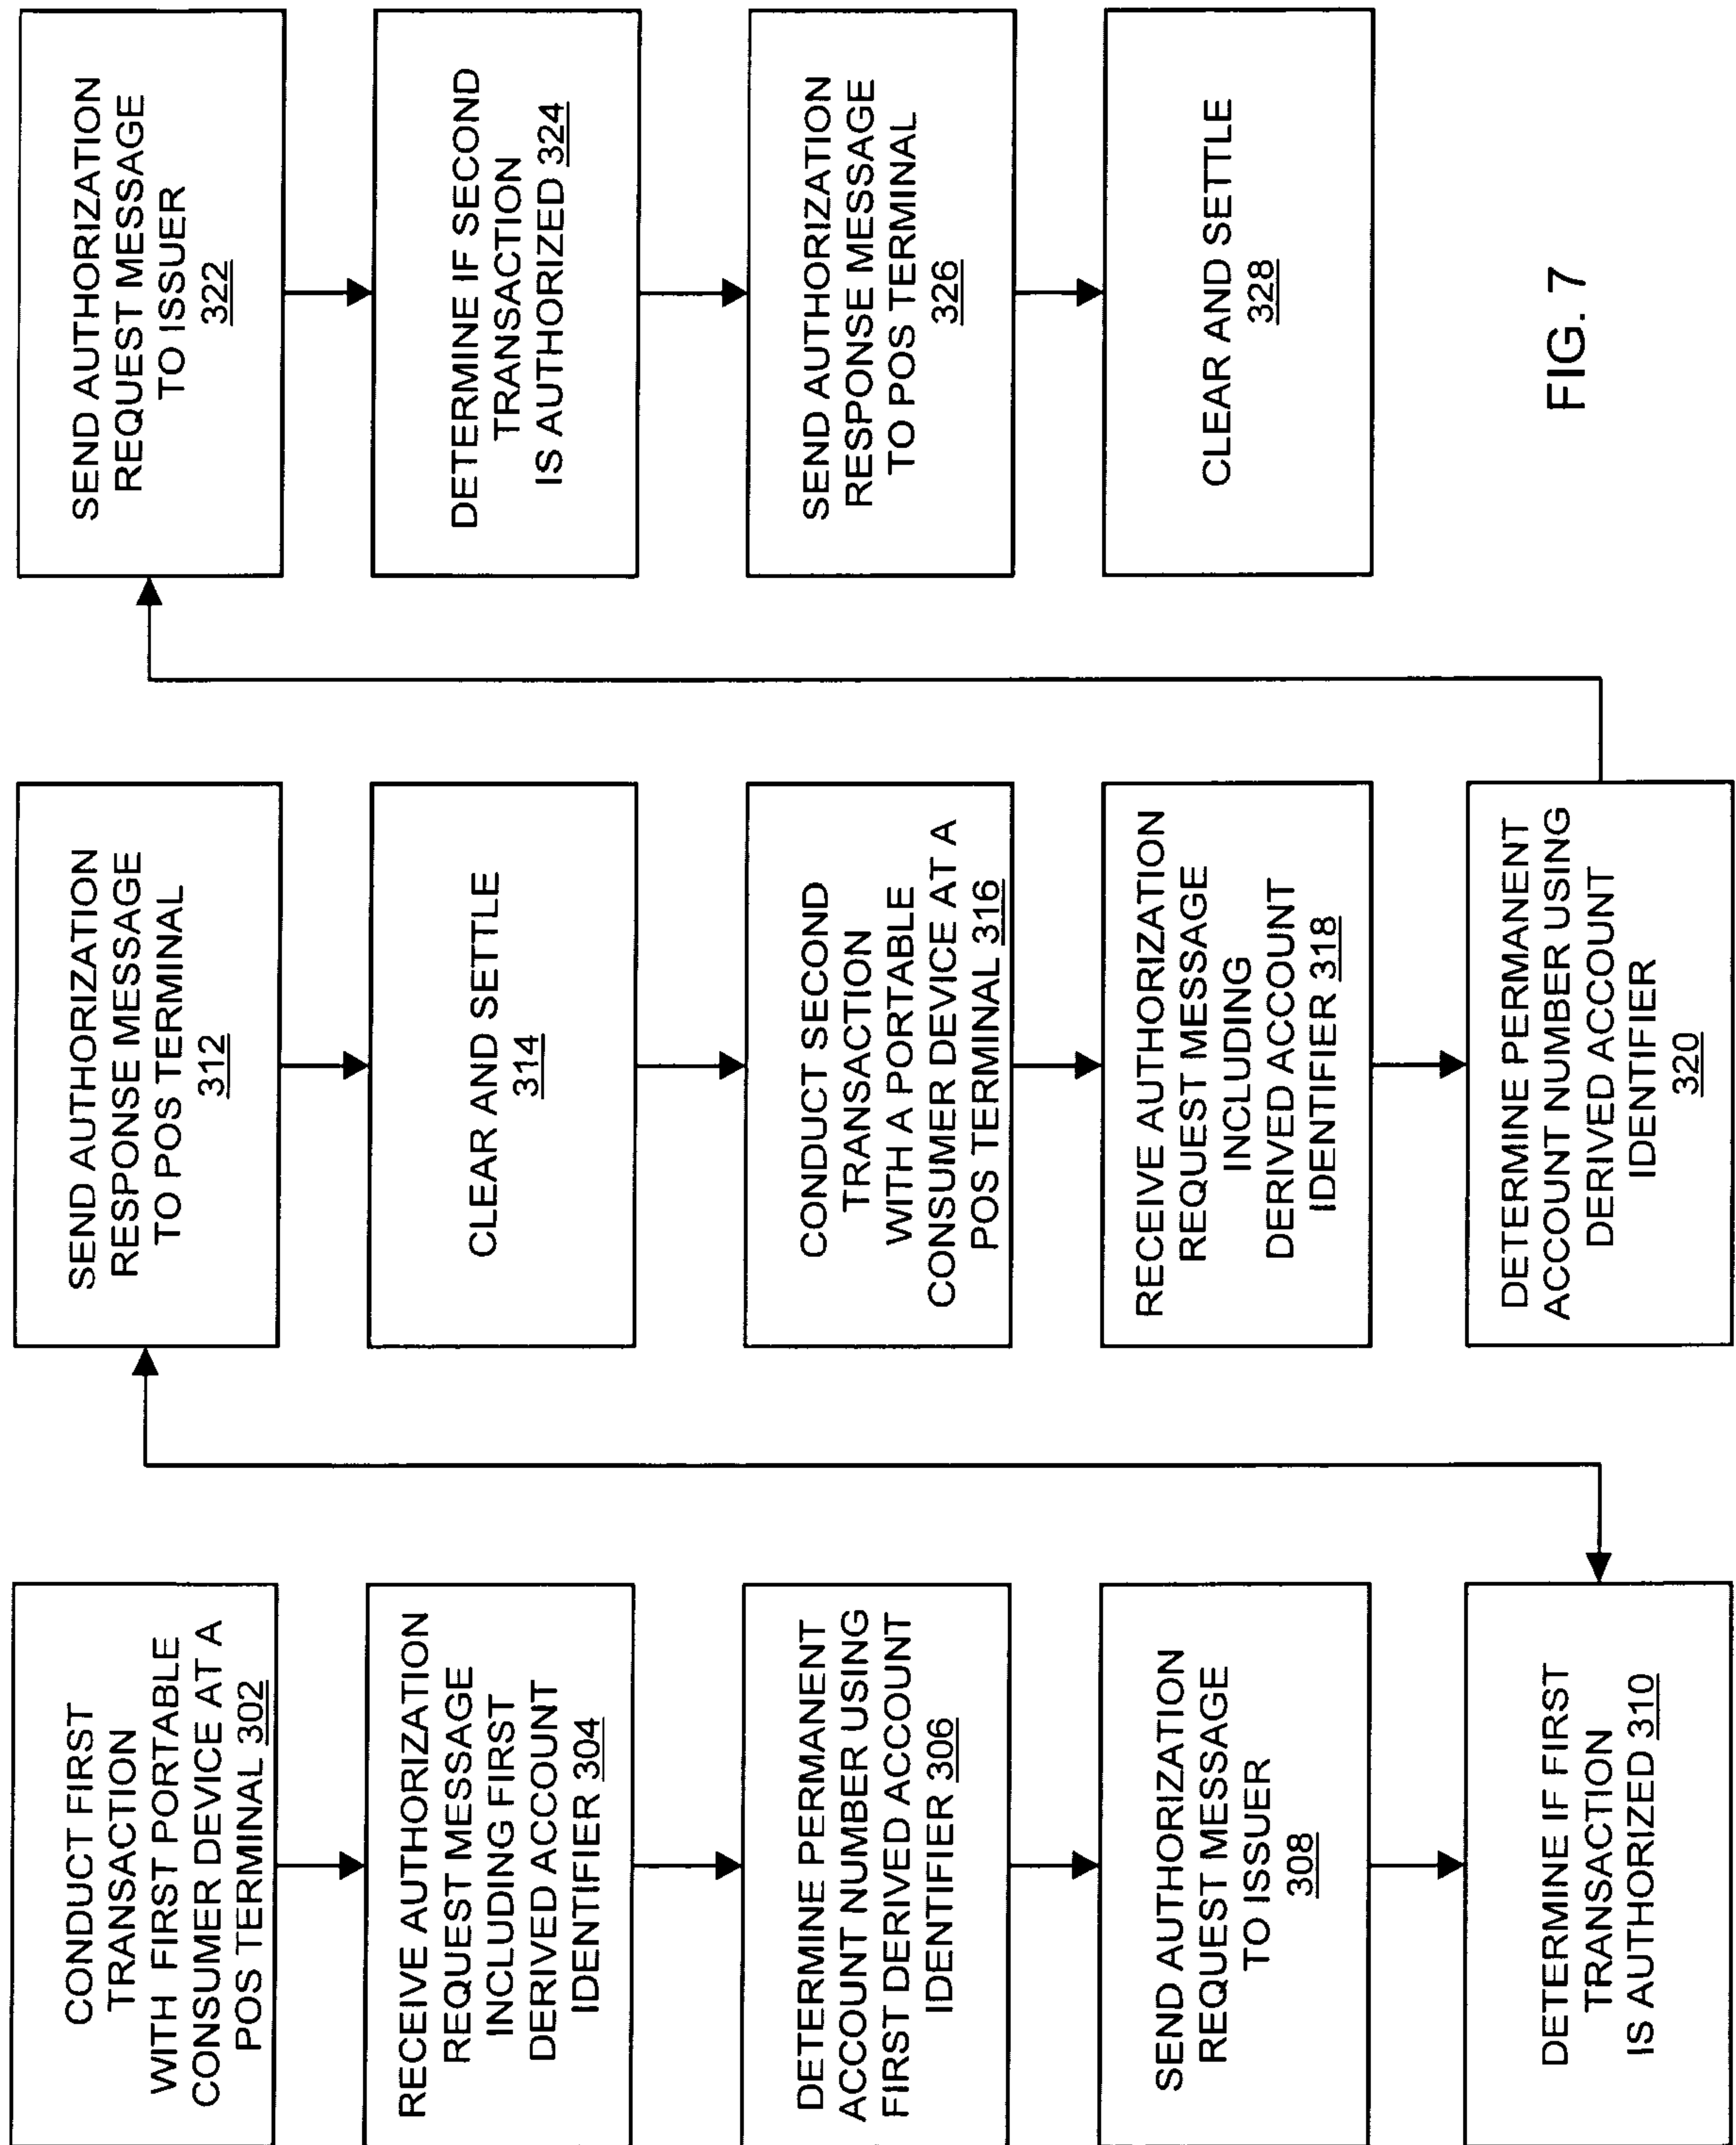 CONDUCT FIRST
TRANSACTION
WITH FIRST PORTABLE
CONSUMER DEVICE AT A
POS TERMINAL 302
RECEIVE AUTHORIZATION
REQUEST MESSAGE
INCLUDING FIRST
DERIVED ACCOUNT
IDENTIFIER 304
DETERMINE PERMANENT
ACCOUNT NUMBER USING
FIRST DERIVED ACCOUNT
IDENTIFIER 306
SEND AUTHORIZATION
REQUEST MESSAGE
TO ISSUER
308
DETERMINE IF FIRST
TRANSACTION
IS AUTHORIZED 310
SEND AUTHORIZATION
RESPONSE MESSAGE
TO POS TERMINAL
312
CLEAR AND SETTLE
314
CONDUCT SECOND
TRANSACTION
WITH A PORTABLE
CONSUMER DEVICE AT A
POS TERMINAL 316
RECEIVE AUTHORIZATION
REQUEST MESSAGE
INCLUDING
DERIVED ACCOUNT
IDENTIFIER 318
DETERMINE PERMANENT
ACCOUNT NUMBER USING
DERIVED ACCOUNT
IDENTIFIER
320
SEND AUTHORIZATION
REQUEST MESSAGE
TO ISSUER
322
DETERMINE IF SECOND
TRANSACTION
IS AUTHORIZED 324
SEND AUTHORIZATION
RESPONSE MESSAGE
TO POS TERMINAL
326
CLEAR AND SETTLE
328
FIG. 7